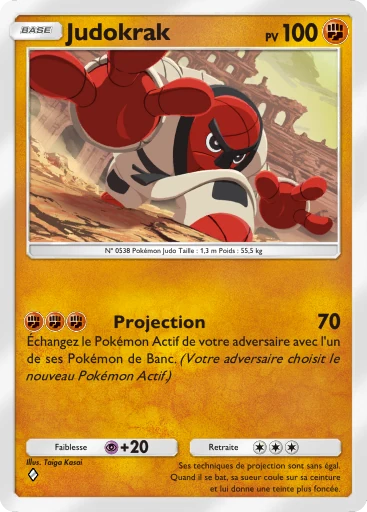 BASE
Judokrak
PV 100
N° 0538 Pokémon Judo Taille : 1,3 m Poids : 55,5 kg
Projection 70
Échangez le Pokémon Actif de votre adversaire avec l'un
de ses Pokémon de Banc. (Votre adversaire choisit le
nouveau Pokémon Actif.)
Faiblesse +20
Retraite
Illus. Taiga Kasai
Ses techniques de projection sont sans égal.
Quand il se bat, sa sueur coule sur sa ceinture
et lui donne une teinte plus foncée.